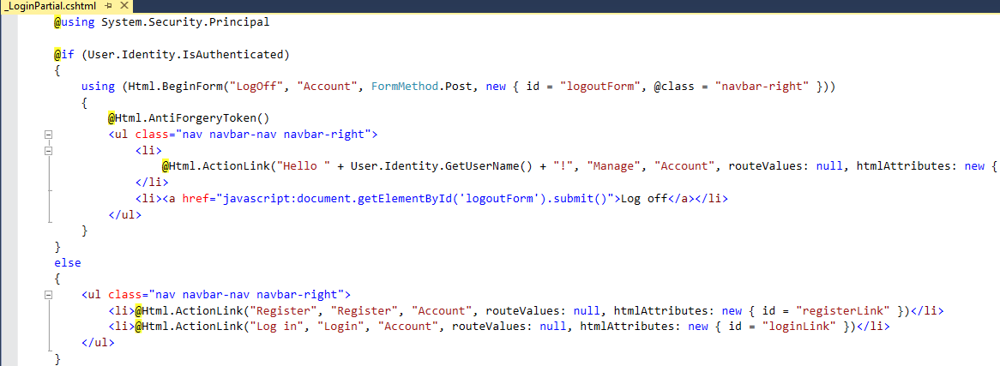 _LoginPartial.cshtml
@using System.Security.Principal
@if (User.Identity.IsAuthenticated)
{
using (Html.BeginForm("LogOff", "Account", FormMethod.Post, new { id = "logoutForm", @class = "navbar-right" }))
{
@Html.AntiForgeryToken()
<ul class="nav navbar-nav navbar-right">
<li>
@Html.ActionLink("Hello " + User.Identity.GetUserName() + "!", "Manage", "Account", routeValues: null, htmlAttributes: new {
</li>
<li><a href="javascript:document.getElementById('logoutForm').submit()">Log off</a></li>
</ul>
}
}
else
{
<ul class="nav navbar-nav navbar-right">
<li>@Html.ActionLink("Register", "Register", "Account", routeValues: null, htmlAttributes: new { id = "registerLink" })</li>
<li>@Html.ActionLink("Log in", "Login", "Account", routeValues: null, htmlAttributes: new { id = "loginLink" })</li>
</ul>
}